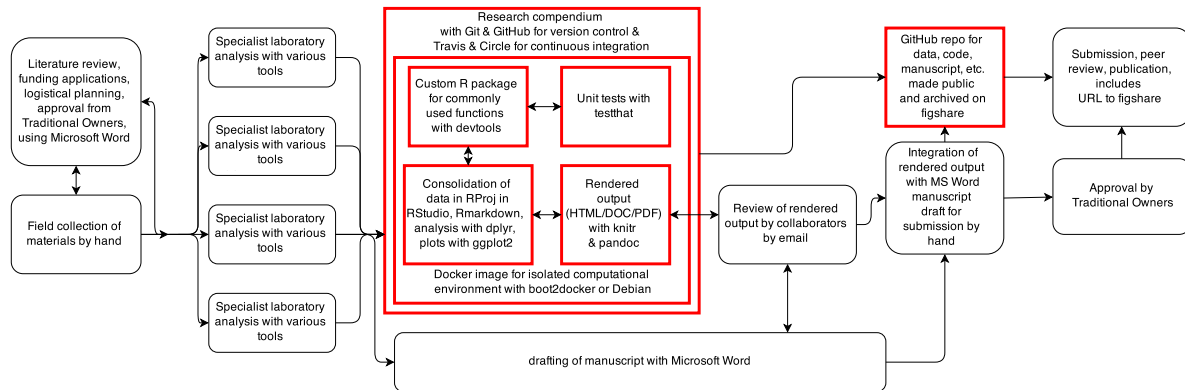 Literature review,
funding applications,
logistical planning,
approval from
Traditional Owners,
using Microsoft Word
Field collection of
materials by hand
Specialist laboratory
analysis with various
tools
Specialist laboratory
analysis with various
tools
Specialist laboratory
analysis with various
tools
Specialist laboratory
analysis with various
tools
Research compendium
with Git & GitHub for version control &
Travis & Circle for continuous integration
Custom R package
for commonly
used functions
with devtools
Unit tests with
testthat
Consolidation of
data in RProj in
RStudio, Rmarkdown,
analysis with dplyr,
plots with ggplot2
Rendered
output
(HTML/DOC/PDF)
with knitr
& pandoc
Docker image for isolated computational
environment with boot2docker or Debian
drafting of manuscript with Microsoft Word
Review of rendered
output by collaborators
by email
GitHub repo for
data, code,
manuscript, etc.
made public
and archived on
figshare
Integration of
rendered output
with MS Word
manuscript
draft for
submission by
hand
Submission, peer
review, publication,
includes
URL to figshare
Approval by
Traditional Owners